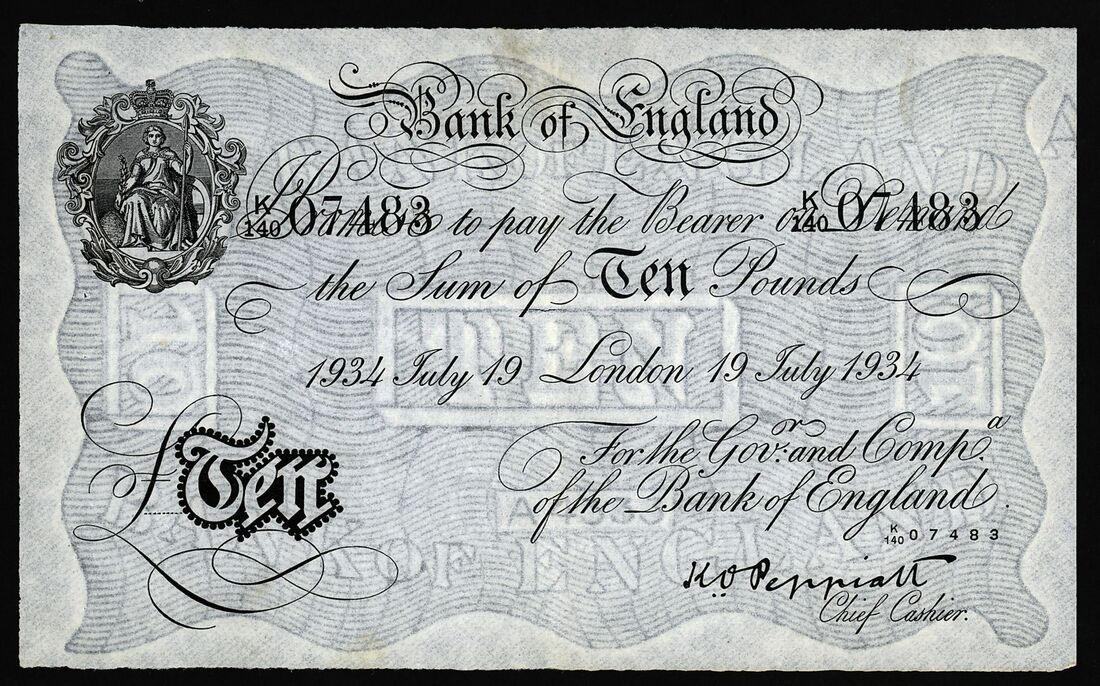 Bank of England
K/140 07483 K/140 07483
I Promise to pay the Bearer on Demand
the Sum of Ten Pounds
1934 July 19 London 19 July 1934
For the Gov.r and Comp.a
of the Bank of England.
£Ten
K/140 07483
K.O. Peppiatt
Chief Cashier.